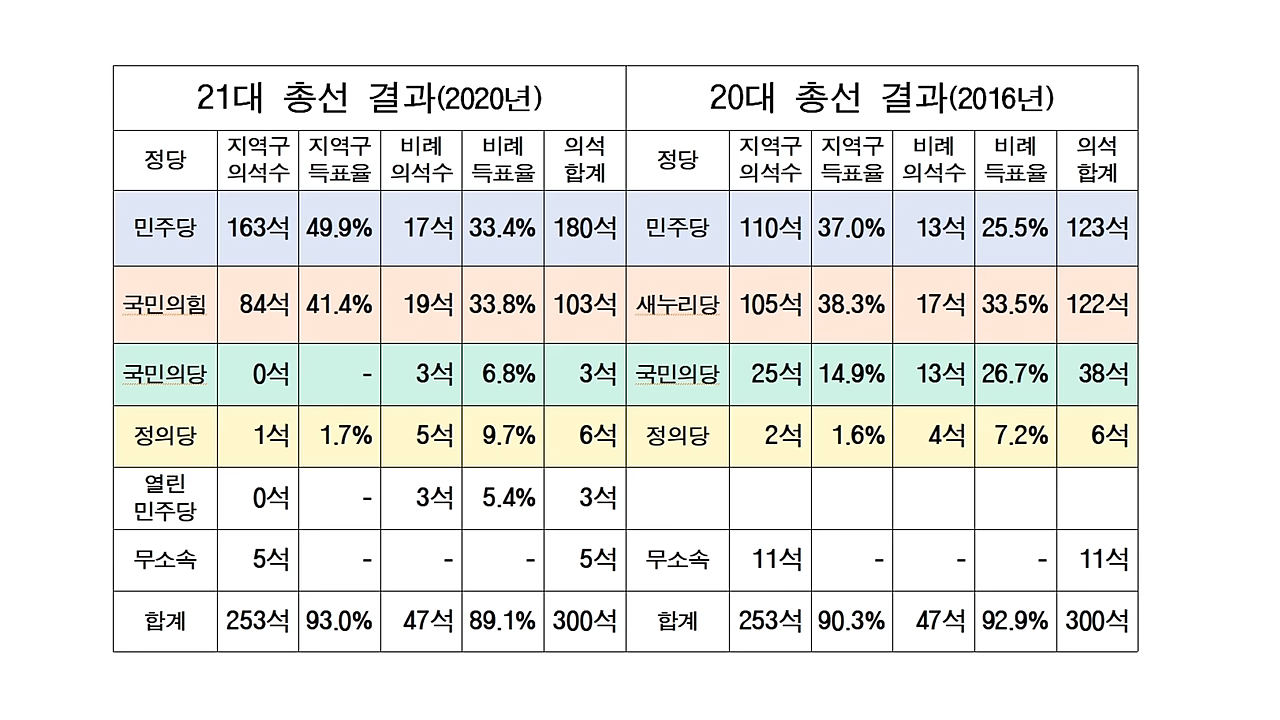 21대 총선 결과(2020년) 20대 총선 결과(2016년)
정당 지역구 의석수 지역구 득표율 비례 의석수 비례 득표율 의석 합계 정당 지역구 의석수 지역구 득표율 비례 의석수 비례 득표율 의석 합계
민주당 163석 49.9% 17석 33.4% 180석 민주당 110석 37.0% 13석 25.5% 123석
국민의힘 84석 41.4% 19석 33.8% 103석 새누리당 105석 38.3% 17석 33.5% 122석
국민의당 0석 - 3석 6.8% 3석 국민의당 25석 14.9% 13석 26.7% 38석
정의당 1석 1.7% 5석 9.7% 6석 정의당 2석 1.6% 4석 7.2% 6석
열린 민주당 0석 - 3석 5.4% 3석
무소속 5석 - - - 5석 무소속 11석 - - - 11석
합계 253석 93.0% 47석 89.1% 300석 합계 253석 90.3% 47석 92.9% 300석